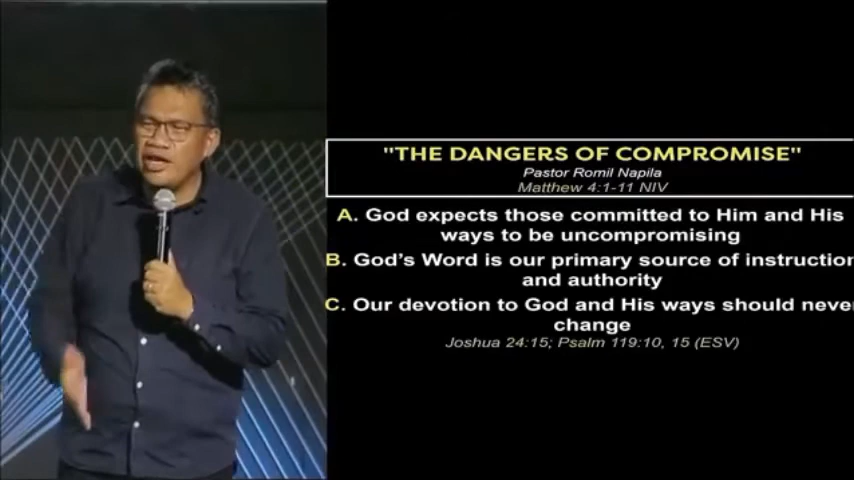 "THE DANGERS OF COMPROMISE"
Pastor Romil Napila
Matthew 4:1-11 NIV
A. God expects those committed to Him and His
ways to be uncompromising
B. God's Word is our primary source of instruction
and authority
C. Our devotion to God and His ways should never
change
Joshua 24:15; Psalm 119:10, 15 (ESV)